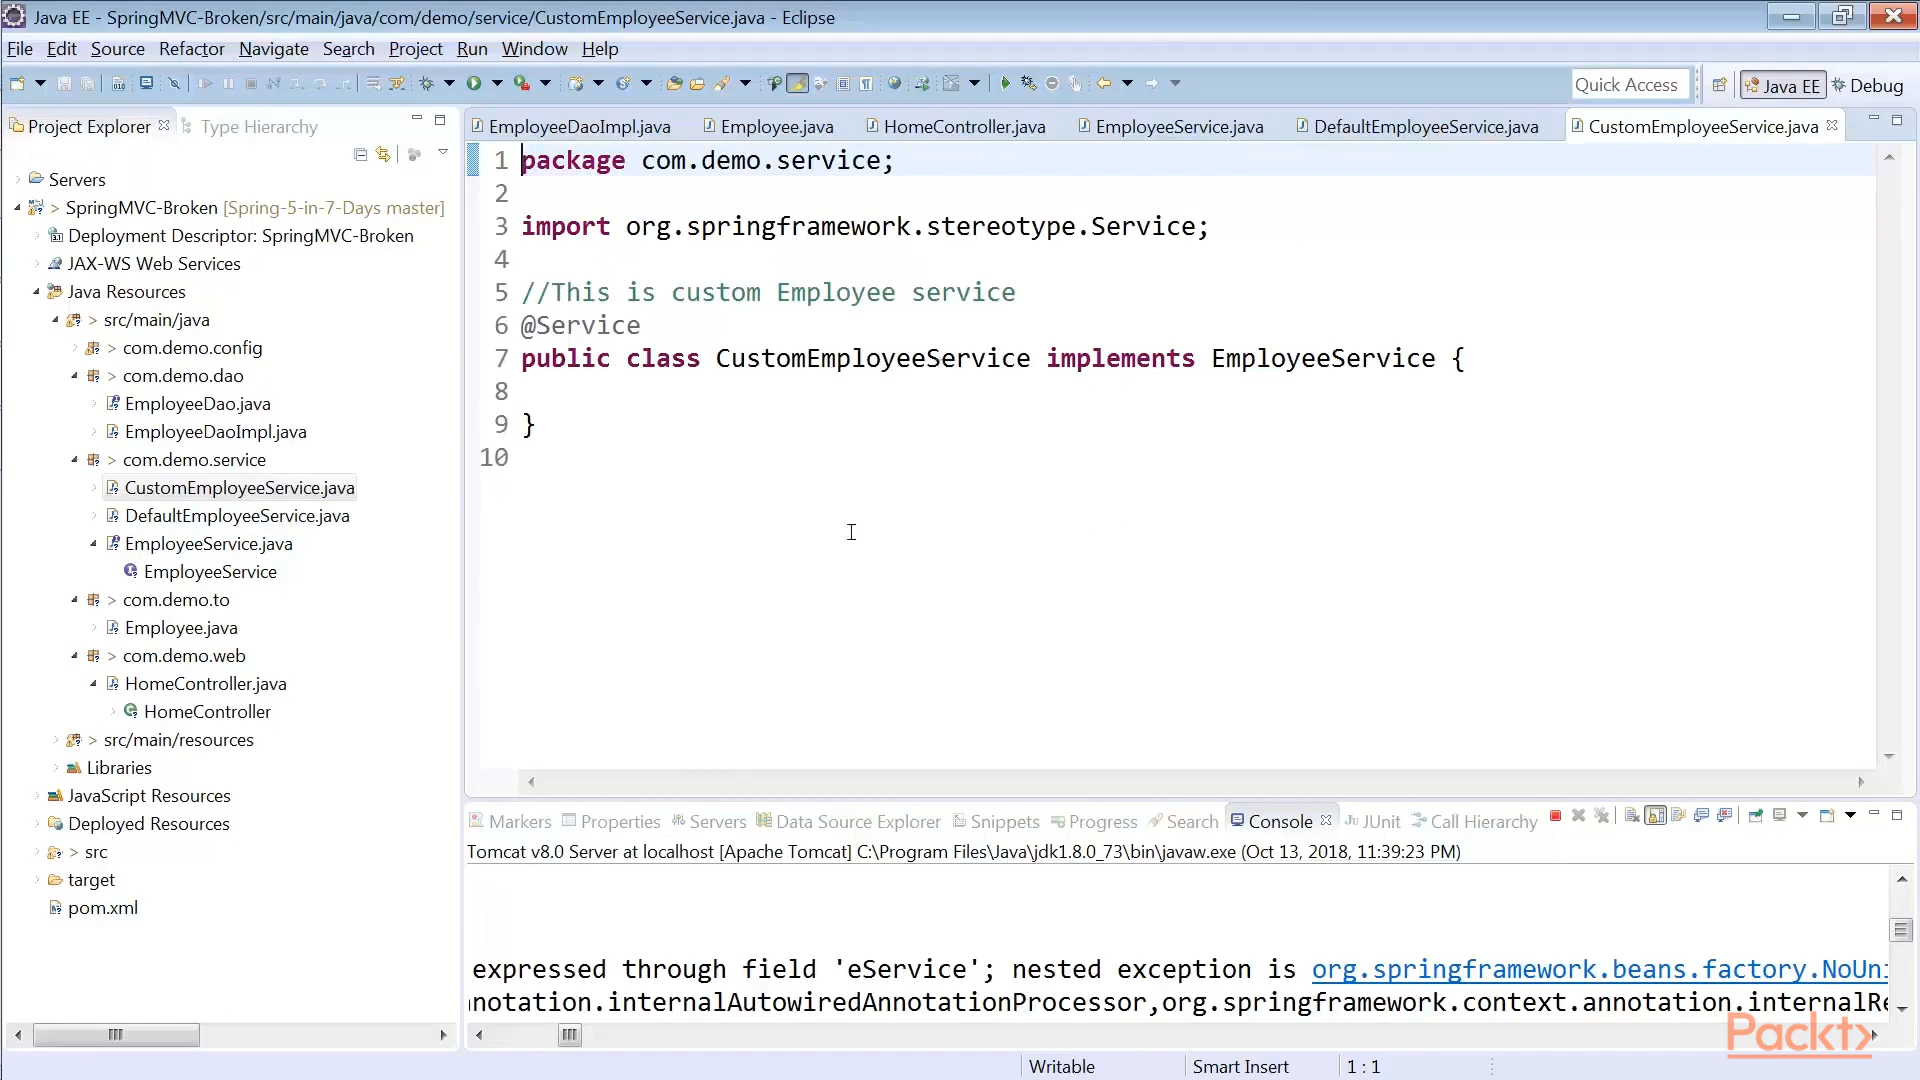 Java EE - SpringMVC-Broken/src/main/java/com/demo/service/CustomEmployeeService.java - Eclipse
File Edit Source Refactor Navigate Search Project Run Window Help
Quick Access Java EE Debug
Project Explorer Type Hierarchy
Servers
> SpringMVC-Broken [Spring-5-in-7-Days master]
Deployment Descriptor: SpringMVC-Broken
JAX-WS Web Services
Java Resources
> src/main/java
> com.demo.config
> com.demo.dao
EmployeeDao.java
EmployeeDaoImpl.java
> com.demo.service
CustomEmployeeService.java
DefaultEmployeeService.java
EmployeeService.java
EmployeeService
> com.demo.to
Employee.java
> com.demo.web
HomeController.java
HomeController
> src/main/resources
Libraries
JavaScript Resources
Deployed Resources
> src
target
pom.xml
EmployeeDaoImpl.java Employee.java HomeController.java EmployeeService.java DefaultEmployeeService.java CustomEmployeeService.java
1 package com.demo.service;
2
3 import org.springframework.stereotype.Service;
4
5 //This is custom Employee service
6 @Service
7 public class CustomEmployeeService implements EmployeeService {
8
9 }
10
Markers Properties Servers Data Source Explorer Snippets Progress Search Console JUnit Call Hierarchy
Tomcat v8.0 Server at localhost [Apache Tomcat] C:\Program Files\Java\jdk1.8.0_73\bin\javaw.exe (Oct 13, 2018, 11:39:23 PM)
expressed through field 'eService'; nested exception is org.springframework.beans.factory.NoUni
nnotation.internalAutowiredAnnotationProcessor,org.springframework.context.annotation.internalRe
Packt>
Writable Smart Insert 1 : 1